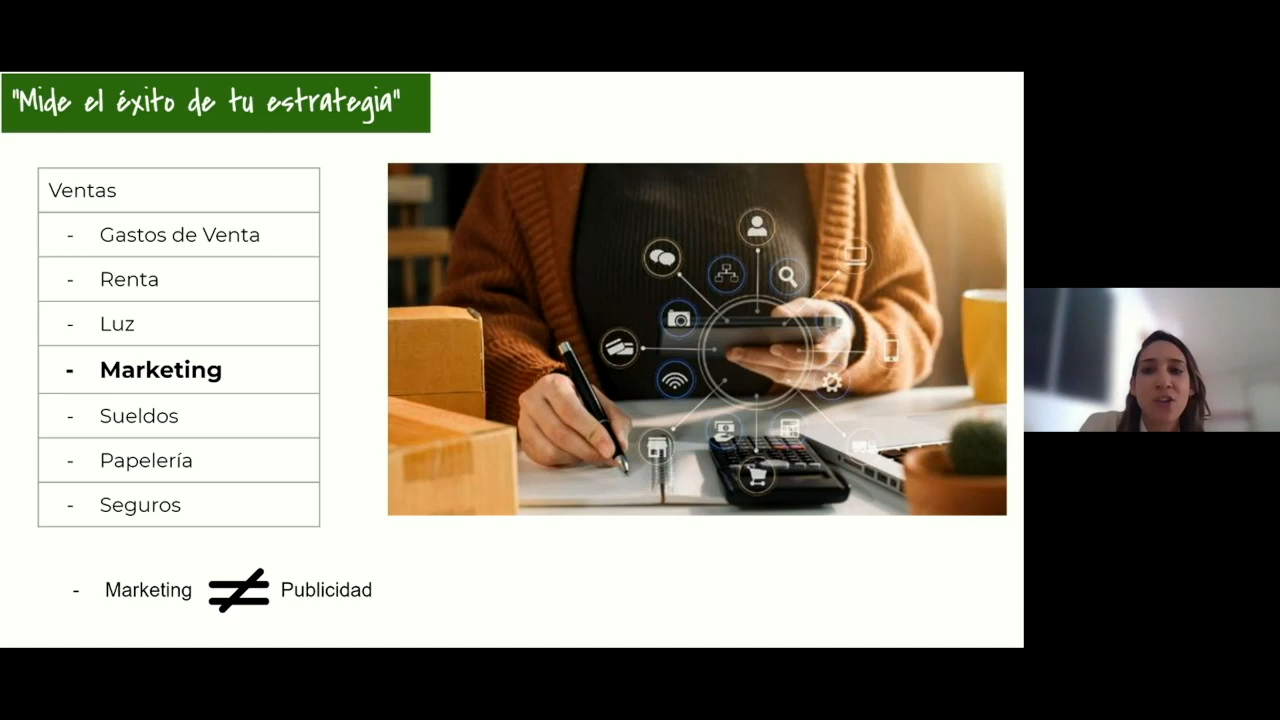 "Mide el éxito de tu estrategia"
Ventas
- Gastos de Venta
- Renta
- Luz
- Marketing
- Sueldos
- Papelería
- Seguros
- Marketing ≠ Publicidad